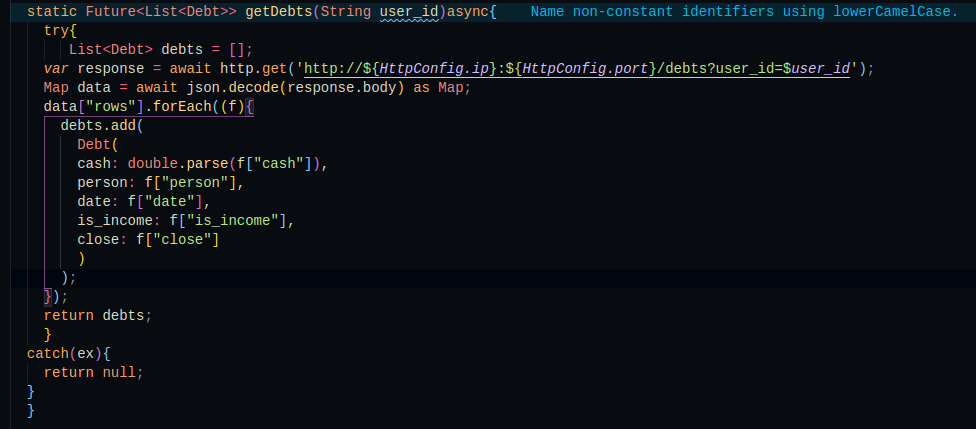 static Future<List<Debt>> getDebts(String user_id)async{    Name non-constant identifiers using lowerCamelCase.
try{
List<Debt> debts = [];
var response = await http.get('http://${HttpConfig.ip}:${HttpConfig.port}/debts?user_id=$user_id');
Map data = await json.decode(response.body) as Map;
data["rows"].forEach((f){
debts.add(
Debt(
cash: double.parse(f["cash"]),
person: f["person"],
date: f["date"],
is_income: f["is_income"],
close: f["close"]
)
);
});
return debts;
}
catch(ex){
return null;
}
}